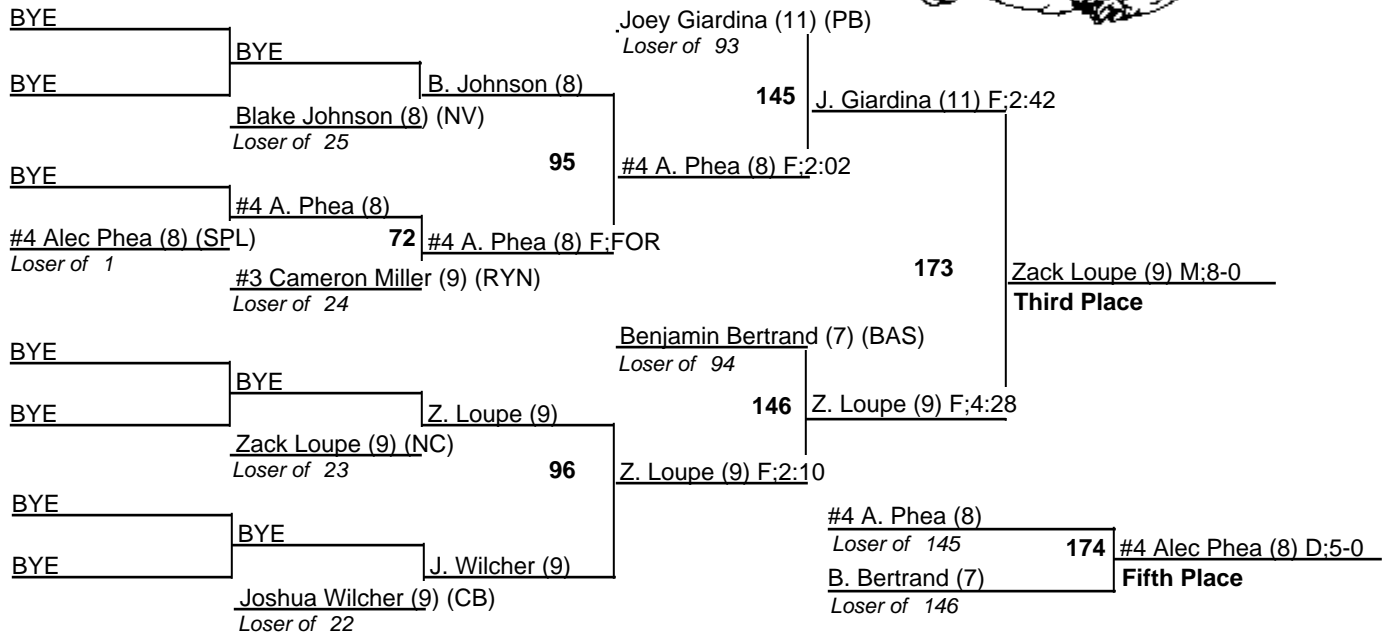 BYE
BYE
BYE
Blake Johnson (8) (NV)
Loser of 25
B. Johnson (8)
BYE
#4 Alec Phea (8) (SPL)
Loser of 1
#4 A. Phea (8)
#3 Cameron Miller (9) (RYN)
Loser of 24
72
#4 A. Phea (8) F;FOR
95
#4 A. Phea (8) F;2:02
Joey Giardina (11) (PB)
Loser of 93
145
J. Giardina (11) F;2:42
BYE
BYE
BYE
Zack Loupe (9) (NC)
Loser of 23
Z. Loupe (9)
BYE
BYE
BYE
Joshua Wilcher (9) (CB)
Loser of 22
J. Wilcher (9)
96
Z. Loupe (9) F;2:10
Benjamin Bertrand (7) (BAS)
Loser of 94
146
Z. Loupe (9) F;4:28
173
Zack Loupe (9) M;8-0
Third Place
#4 A. Phea (8)
Loser of 145
B. Bertrand (7)
Loser of 146
174
#4 Alec Phea (8) D;5-0
Fifth Place